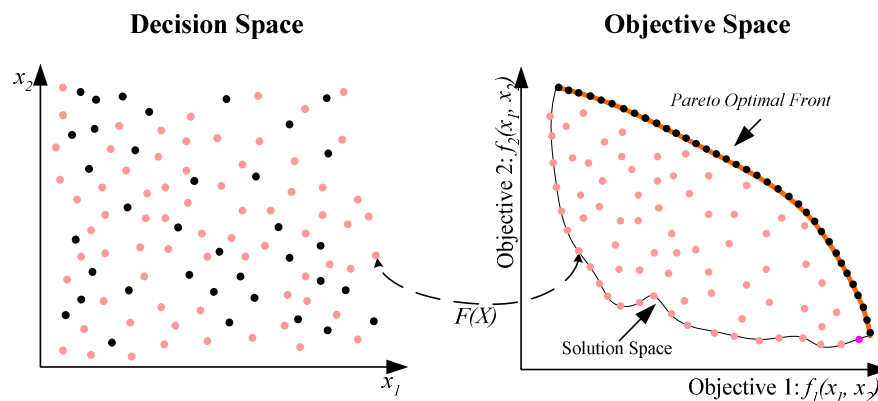 Decision Space
Objective Space
x2
x1
F(X)
Objective 2: f2(x1, x2)
Pareto Optimal Front
Solution Space
Objective 1: f1(x1, x2)